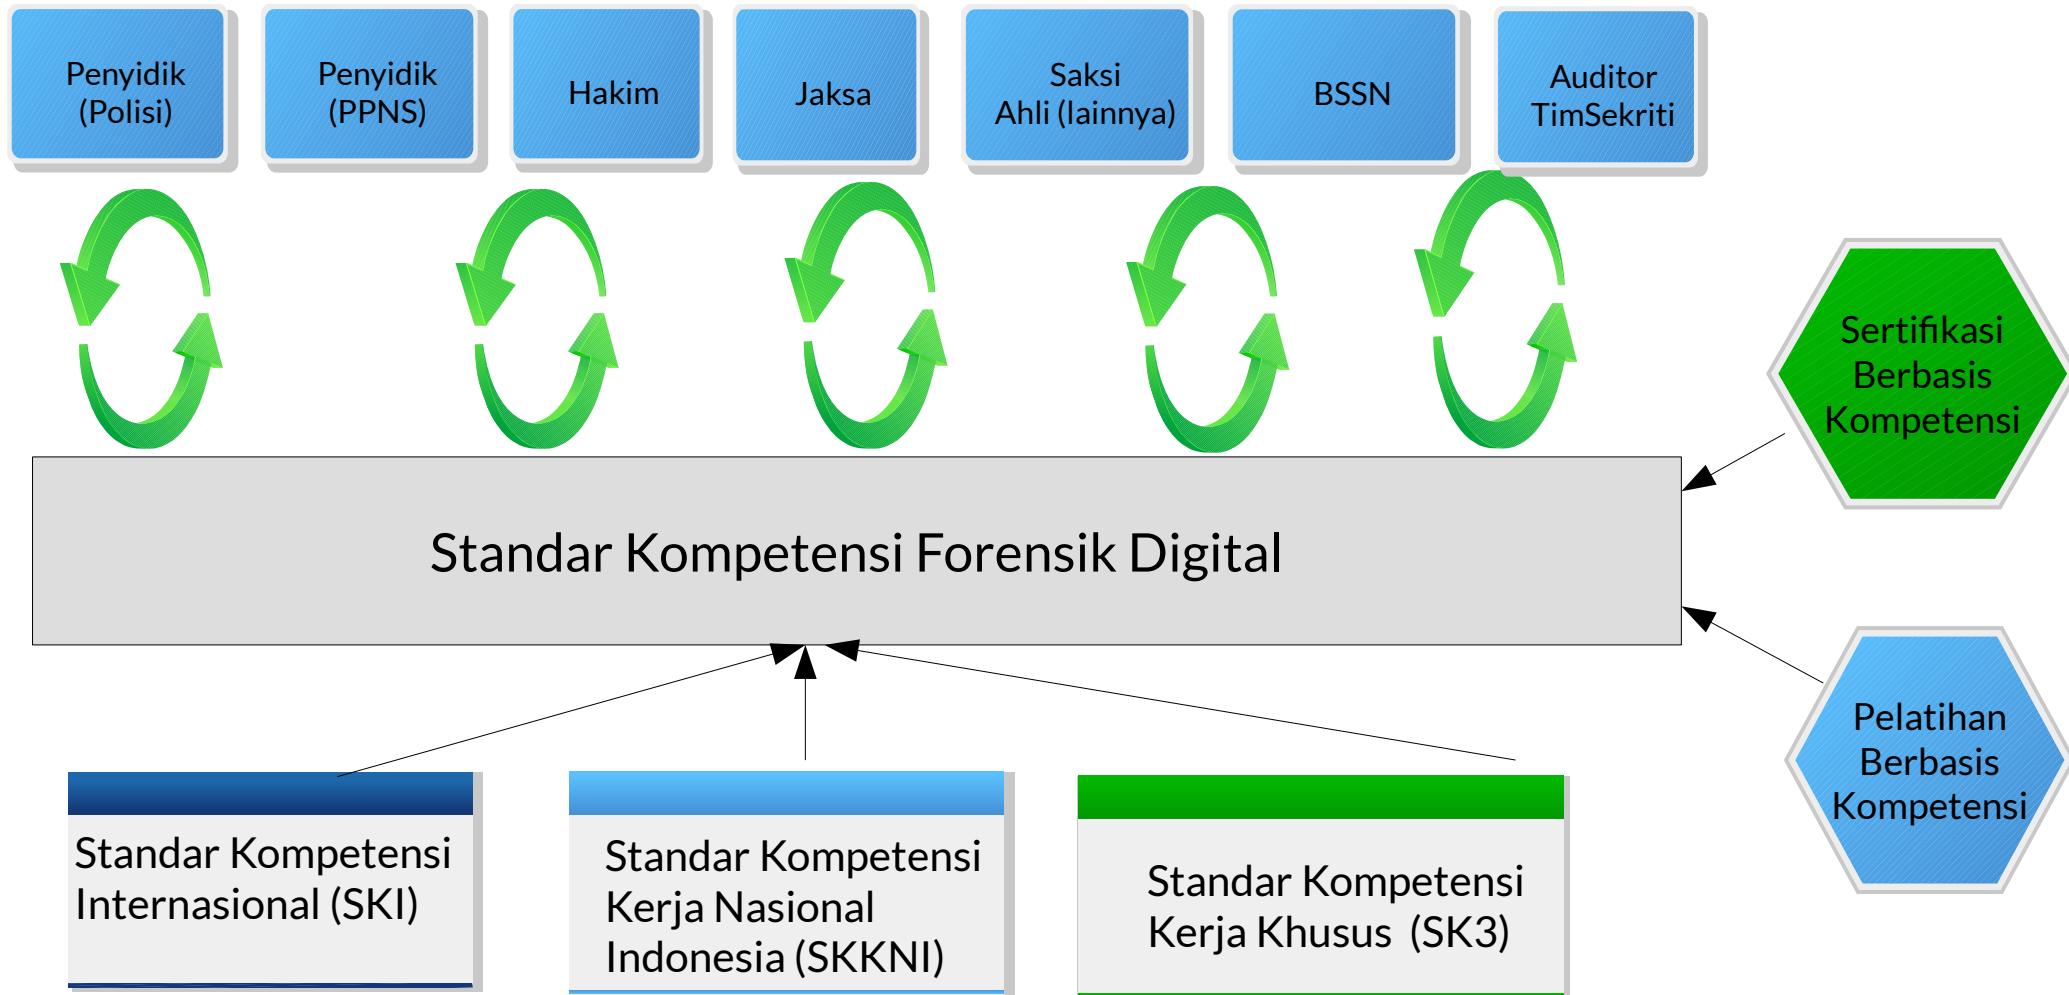 Penyidik
(Polisi)
Penyidik
(PPNS)
Hakim
Jaksa
Saksi
Ahli (lainnya)
BSSN
Auditor
TimSekriti
Sertifikasi
Berbasis
Kompetensi
Standar Kompetensi Forensik Digital
Pelatihan
Berbasis
Kompetensi
Standar Kompetensi
Internasional (SKI)
Standar Kompetensi
Kerja Nasional
Indonesia (SKKNI)
Standar Kompetensi
Kerja Khusus (SK3)